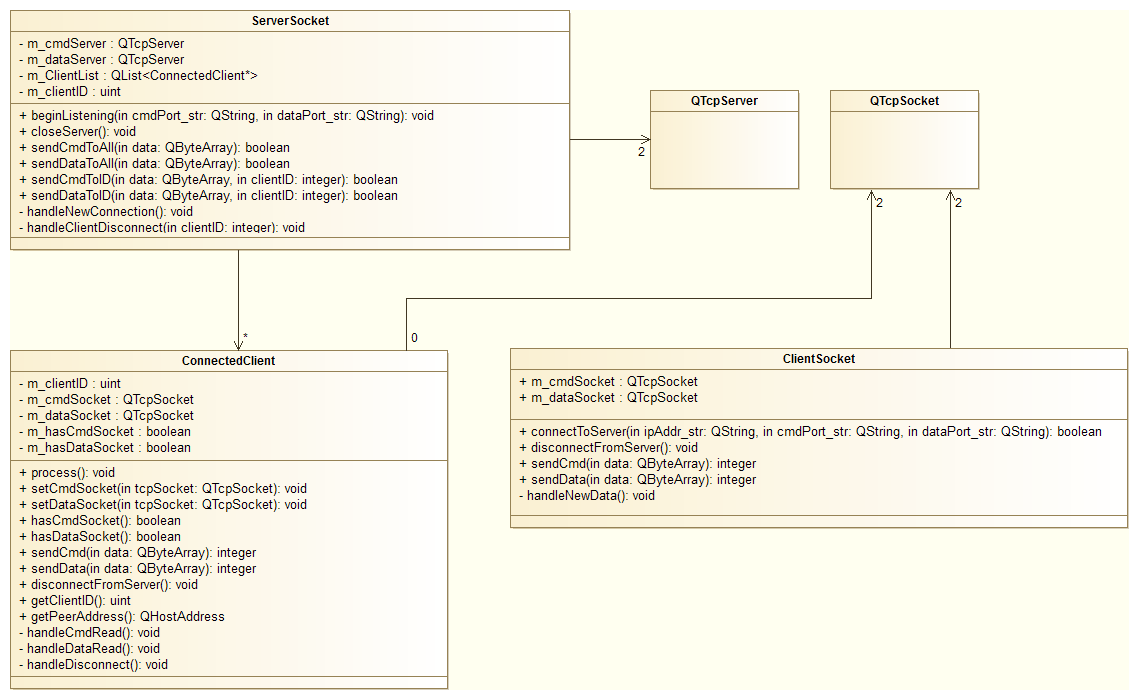 ServerSocket
- m_cmdServer : QTcpServer
- m_dataServer : QTcpServer
- m_ClientList : QList<ConnectedClient*>
- m_clientID : uint
+ beginListening(in cmdPort_str: QString, in dataPort_str: QString): void
+ closeServer(): void
+ sendCmdToAll(in data: QByteArray): boolean
+ sendDataToAll(in data: QByteArray): boolean
+ sendCmdToID(in data: QByteArray, in clientID: integer): boolean
+ sendDataToID(in data: QByteArray, in clientID: integer): boolean
- handleNewConnection(): void
- handleClientDisconnect(in clientID: integer): void
QTcpServer
2
QTcpSocket
2
2
*
0
ConnectedClient
- m_clientID : uint
- m_cmdSocket : QTcpSocket
- m_dataSocket : QTcpSocket
- m_hasCmdSocket : boolean
- m_hasDataSocket : boolean
+ process(): void
+ setCmdSocket(in tcpSocket: QTcpSocket): void
+ setDataSocket(in tcpSocket: QTcpSocket): void
+ hasCmdSocket(): boolean
+ hasDataSocket(): boolean
+ sendCmd(in data: QByteArray): integer
+ sendData(in data: QByteArray): integer
+ disconnectFromServer(): void
+ getClientID(): uint
+ getPeerAddress(): QHostAddress
- handleCmdRead(): void
- handleDataRead(): void
- handleDisconnect(): void
ClientSocket
+ m_cmdSocket : QTcpSocket
+ m_dataSocket : QTcpSocket
+ connectToServer(in ipAddr_str: QString, in cmdPort_str: QString, in dataPort_str: QString): boolean
+ disconnectFromServer(): void
+ sendCmd(in data: QByteArray): integer
+ sendData(in data: QByteArray): integer
- handleNewData(): void